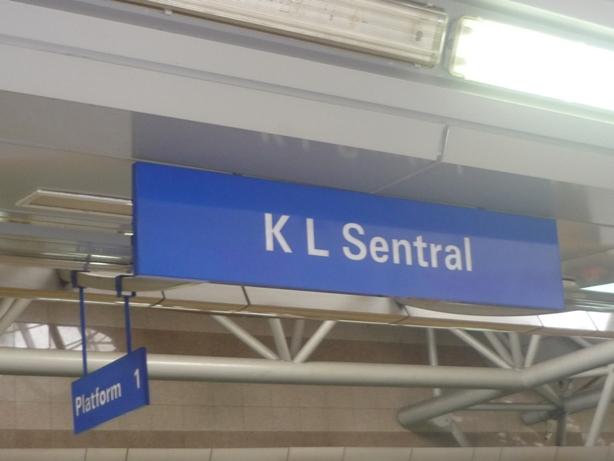 K L Sentral
Platform 1